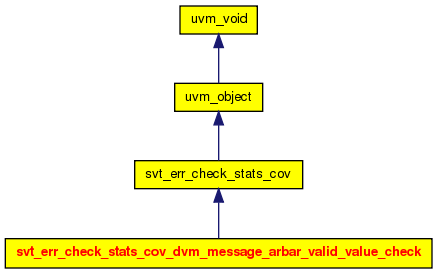 uvm_void
uvm_object
svt_err_check_stats_cov
svt_err_check_stats_cov_dvm_message_arbar_valid_value_check